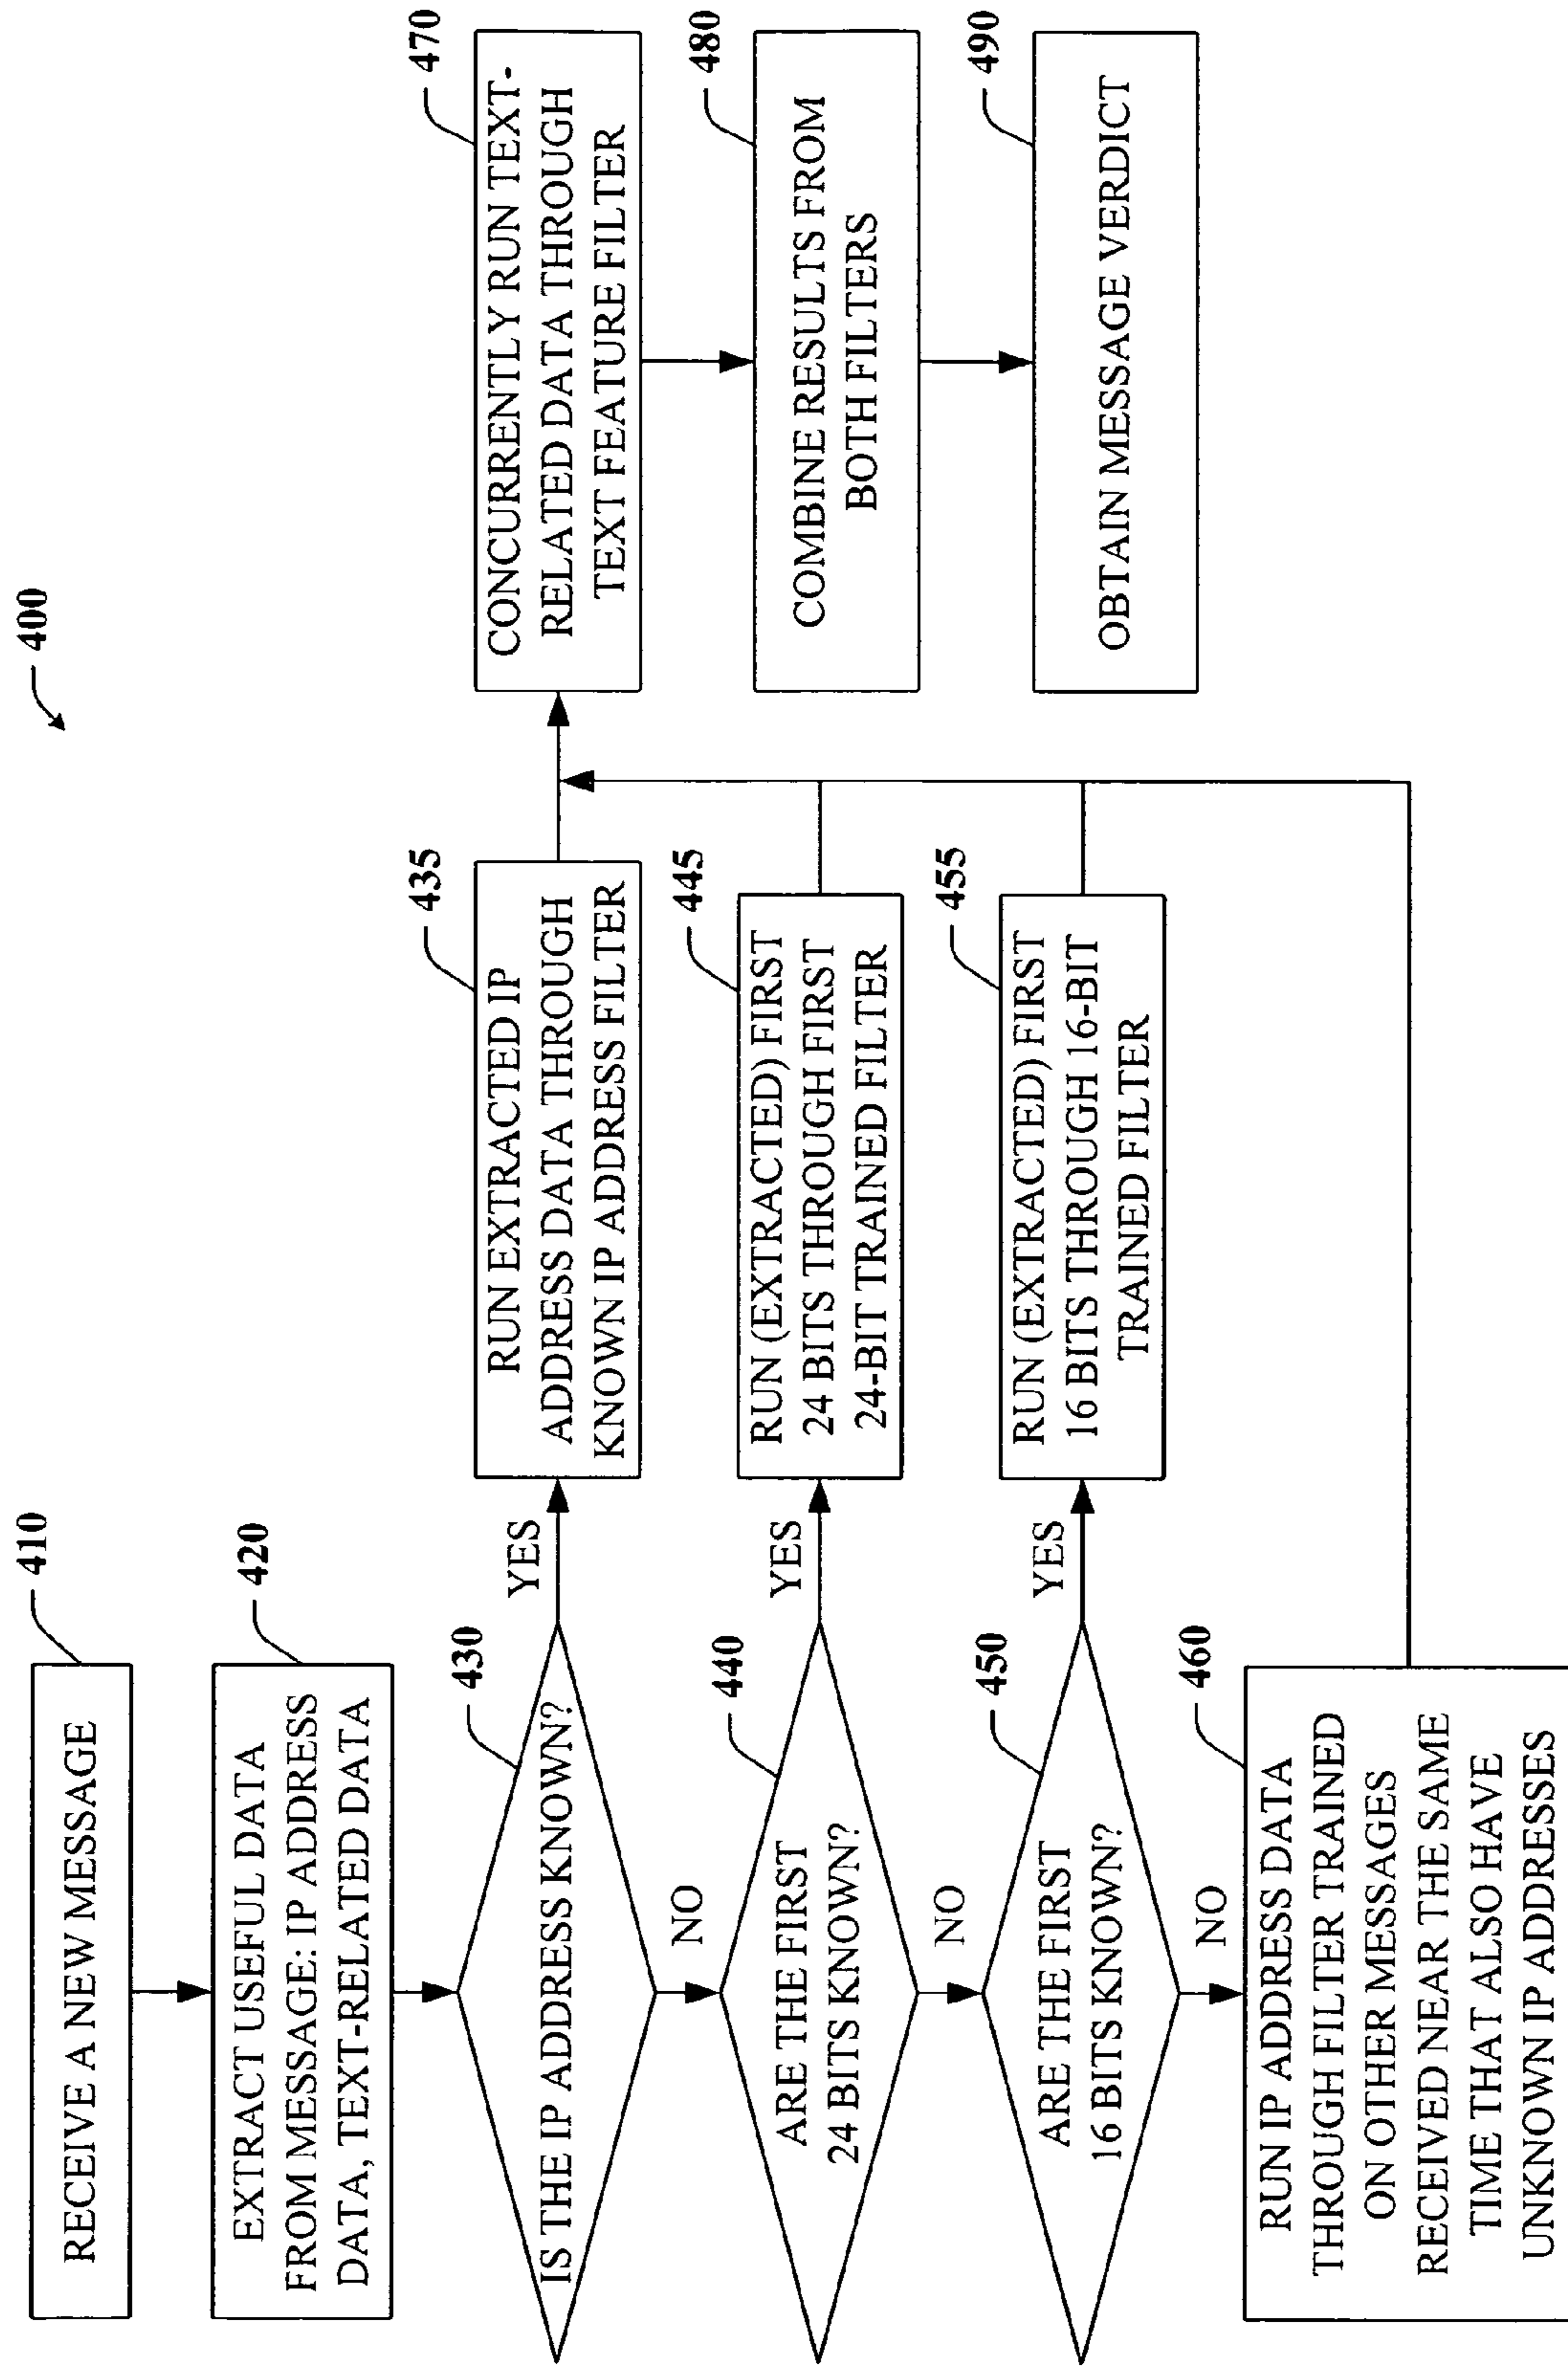 400
410
RECEIVE A NEW MESSAGE
420
EXTRACT USEFUL DATA
FROM MESSAGE: IP ADDRESS
DATA, TEXT-RELATED DATA
430
IS THE IP ADDRESS KNOWN?
YES
435
RUN EXTRACTED IP
ADDRESS DATA THROUGH
KNOWN IP ADDRESS FILTER
NO
440
ARE THE FIRST
24 BITS KNOWN?
YES
445
RUN (EXTRACTED) FIRST
24 BITS THROUGH FIRST
24-BIT TRAINED FILTER
NO
450
ARE THE FIRST
16 BITS KNOWN?
YES
455
RUN (EXTRACTED) FIRST
16 BITS THROUGH 16-BIT
TRAINED FILTER
NO
460
RUN IP ADDRESS DATA
THROUGH FILTER TRAINED
ON OTHER MESSAGES
RECEIVED NEAR THE SAME
TIME THAT ALSO HAVE
UNKNOWN IP ADDRESSES
470
CONCURRENTLY RUN TEXT-
RELATED DATA THROUGH
TEXT FEATURE FILTER
480
COMBINE RESULTS FROM
BOTH FILTERS
490
OBTAIN MESSAGE VERDICT